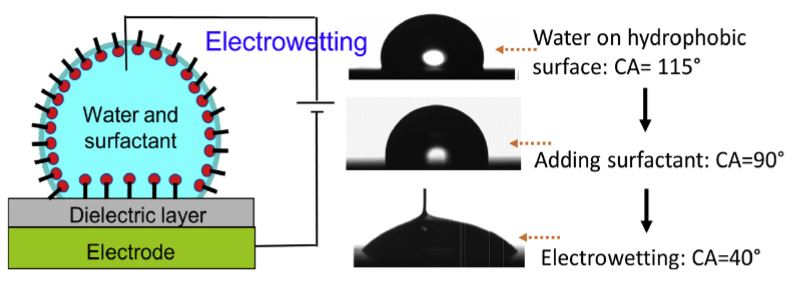 Electrowetting
Water and
surfactant
Dielectric layer
Electrode
Water on hydrophobic
surface: CA= 115°
Adding surfactant: CA=90°
Electrowetting: CA=40°